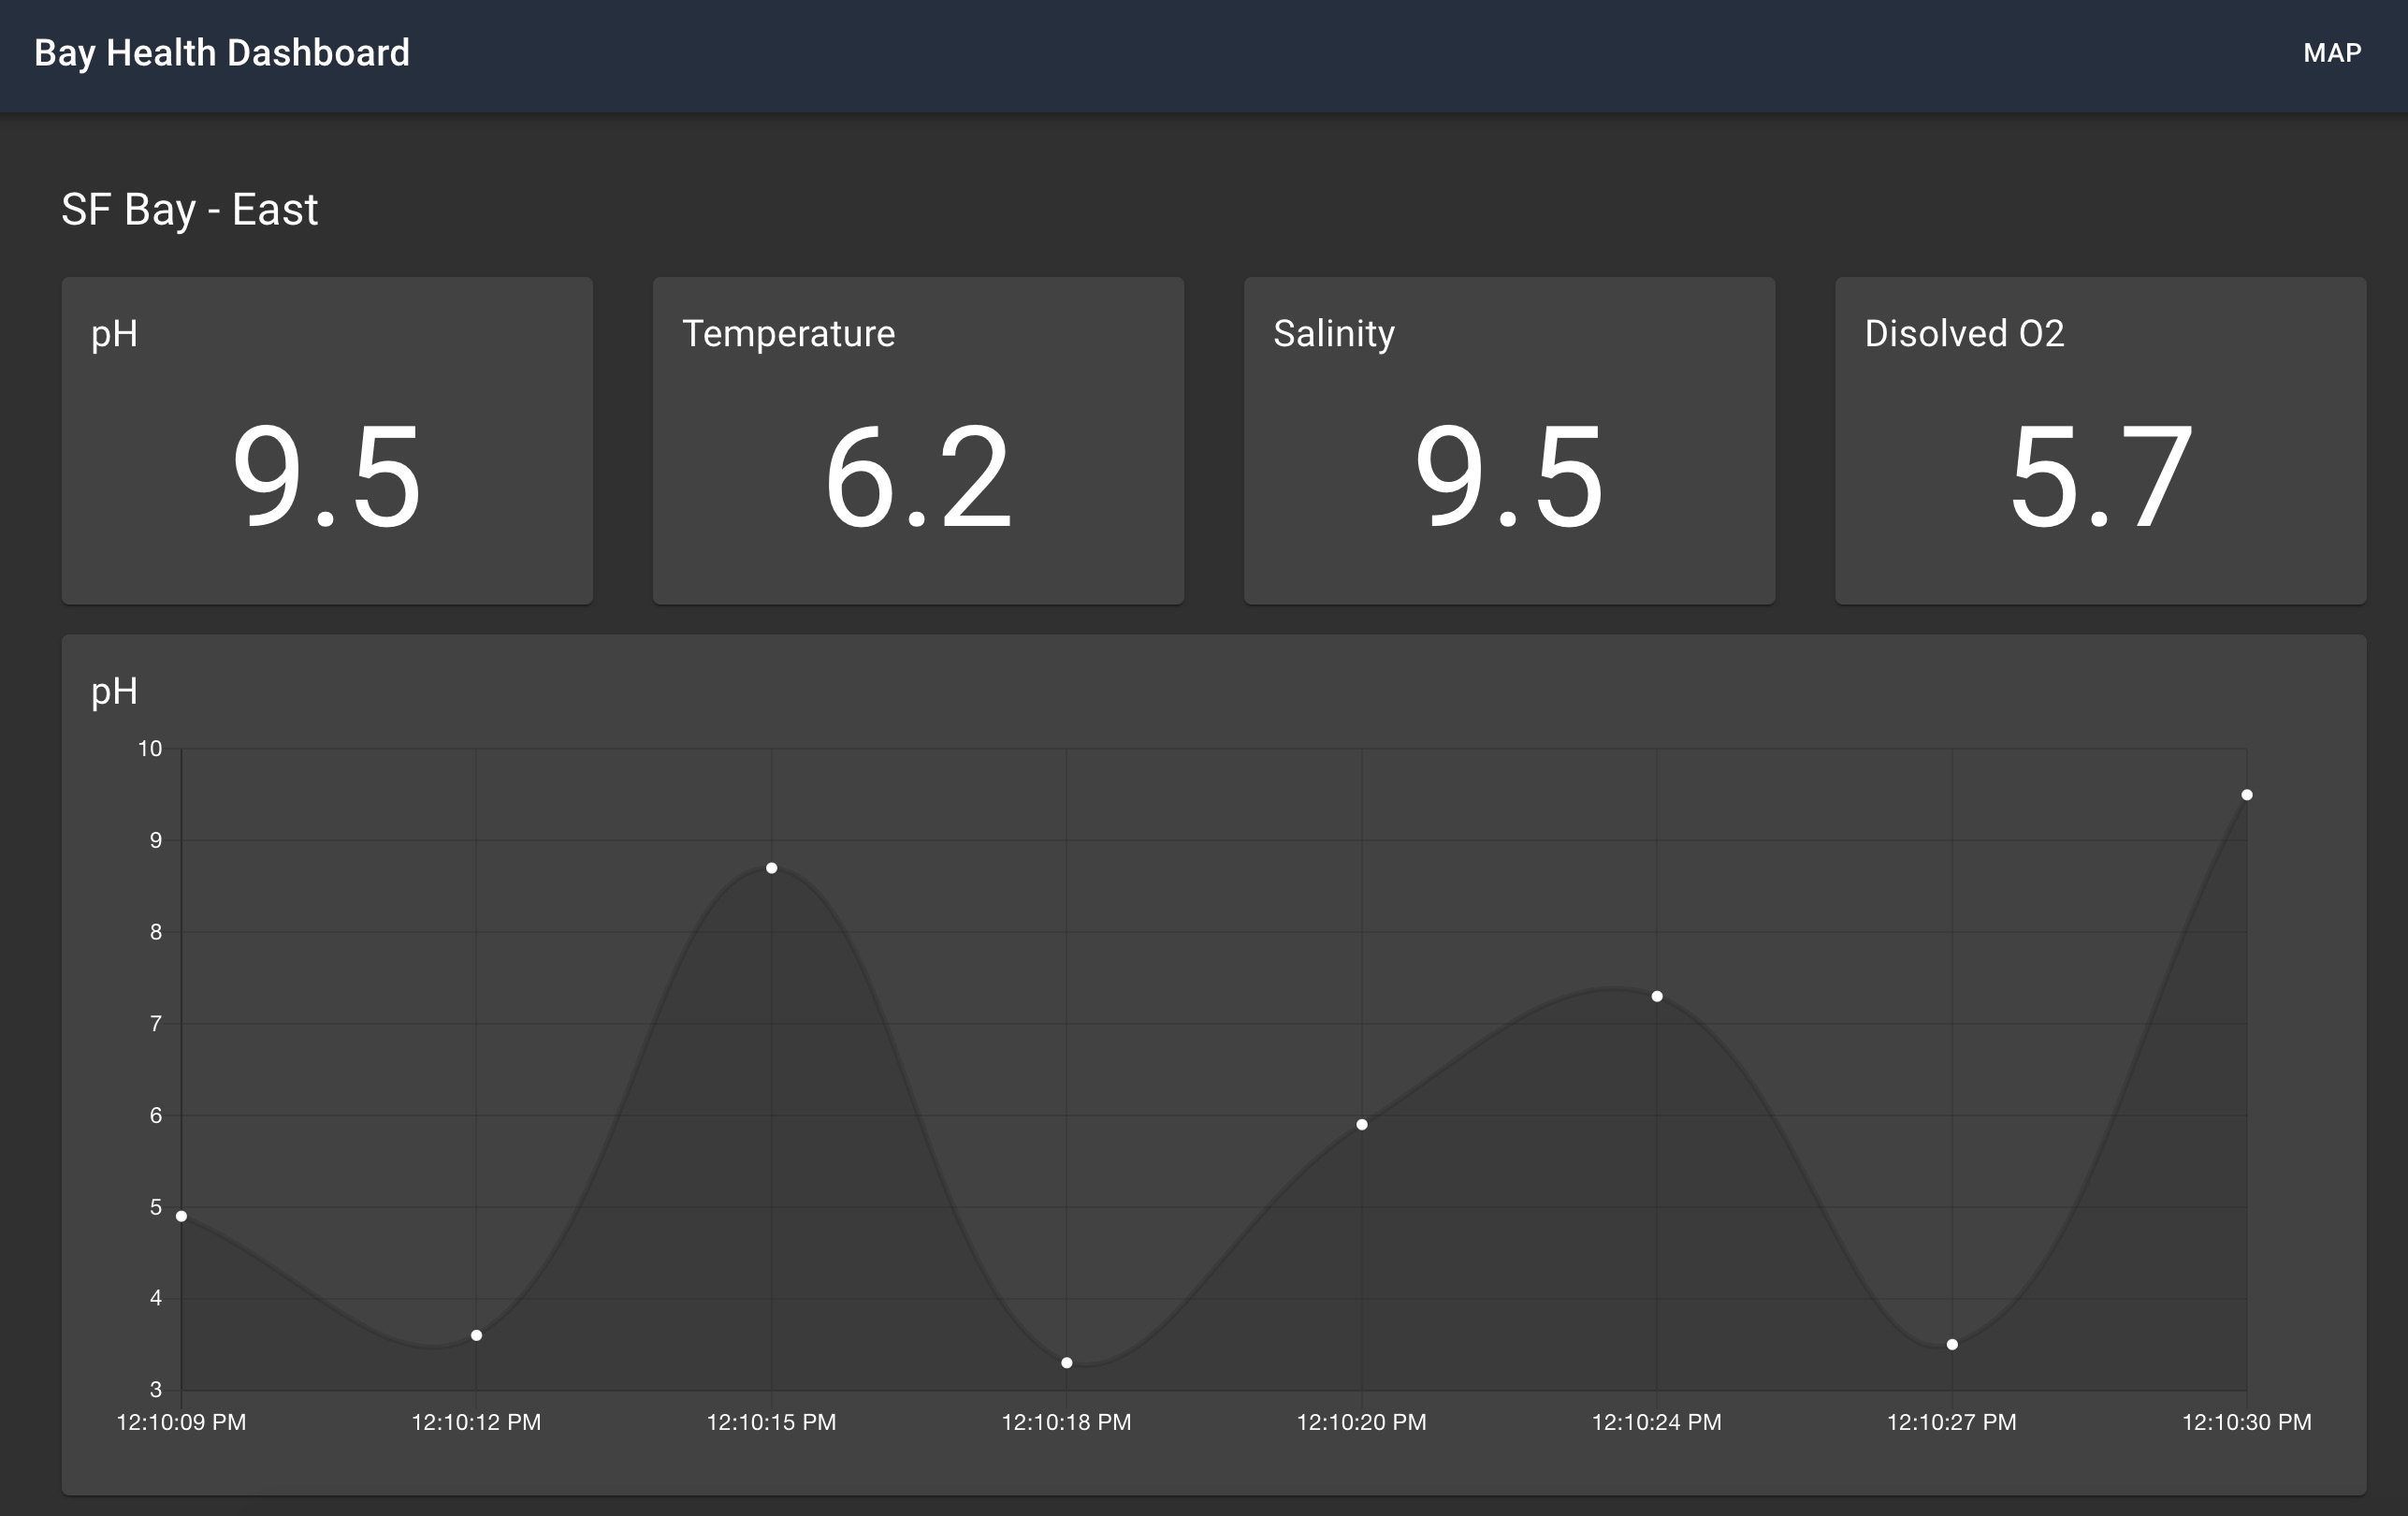 Bay Health Dashboard
MAP
SF Bay - East
pH
9.5
Temperature
6.2
Salinity
9.5
Disolved O2
5.7
pH
10
9
8
7
6
5
4
3
12:10:09 PM
12:10:12 PM
12:10:15 PM
12:10:18 PM
12:10:20 PM
12:10:24 PM
12:10:27 PM
12:10:30 PM